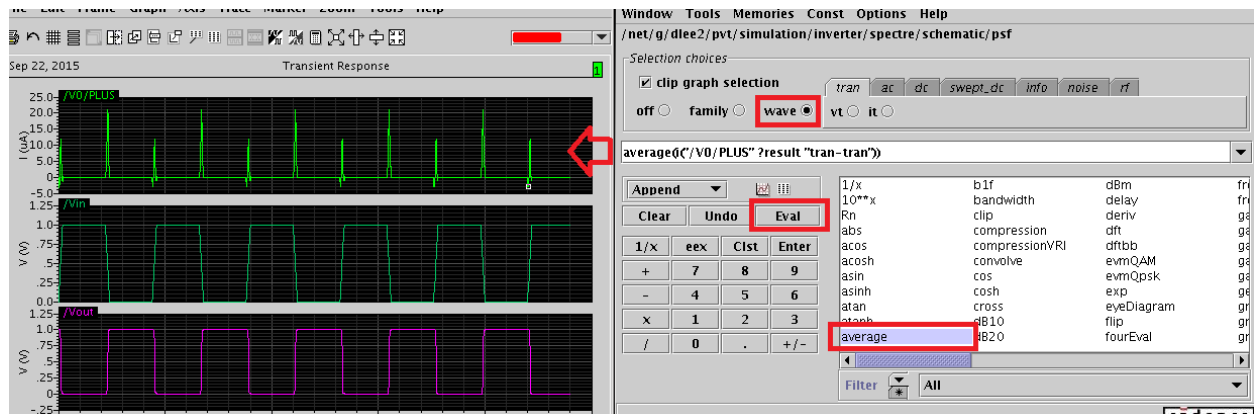 Window Tools Memories Const Options Help
/net/g/dlee2/pvt/simulation/inverter/spectre/schematic/psf
Sep 22, 2015
Transient Response
1
/V0/PLUS
25.0
20.0
15.0
10.0
5.0
0
-5.0
I (uA)
/Vin
1.25
1.0
.75
.5
.25
0.0
V (V)
/Vout
1.25
1.0
.75
.5
.25
0
-.25
V (V)
Selection choices
clip graph selection
off family wave
tran ac dc swept_dc info noise rf
vt it
average(i("/V0/PLUS" ?result "tran-tran"))
Append
Clear Undo Eval
1/x eex Clst Enter
+ 7 8 9
- 4 5 6
x 1 2 3
/ 0 . +/-
1/x b1f dBm
10**x bandwidth delay
Rn clip deriv
abs compression dft
acos compressionVRI dftbb
acosh convolve evmQAM
asin cos evmQpsk
asinh cosh exp
atan cross eyeDiagram
atanh dB10 flip
average dB20 fourEval
Filter All